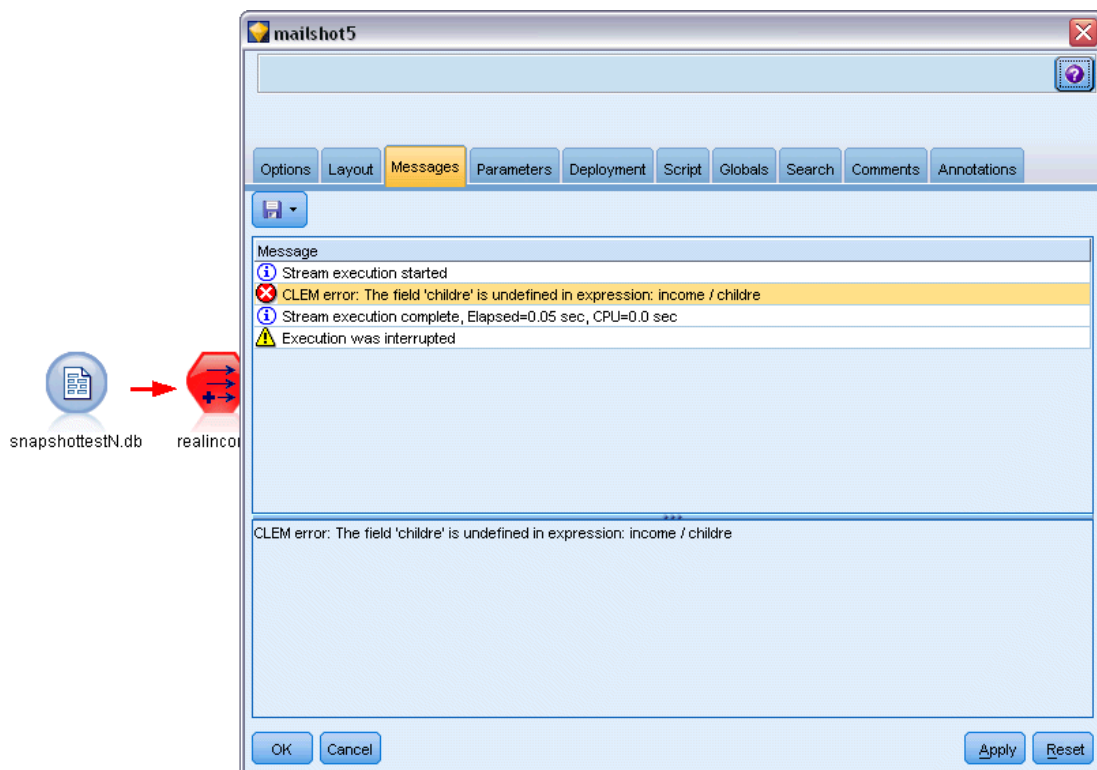 mailshot5
Options Layout Messages Parameters Deployment Script Globals Search Comments Annotations
Message
Stream execution started
CLEM error: The field 'childre' is undefined in expression: income / childre
Stream execution complete, Elapsed=0.05 sec, CPU=0.0 sec
Execution was interrupted
snapshottestN.db
CLEM error: The field 'childre' is undefined in expression: income / childre
OK Cancel Apply Reset